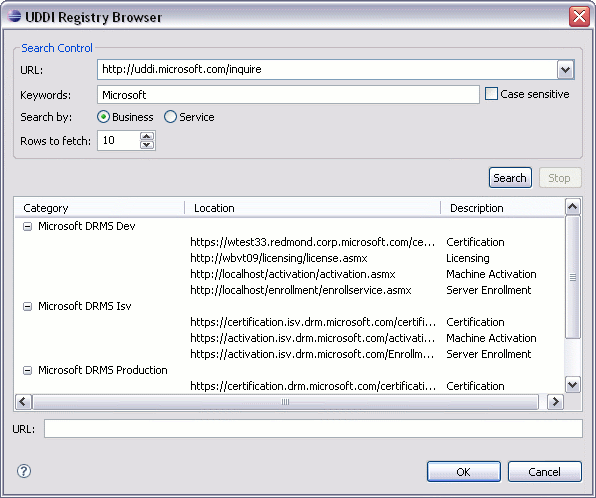 UDDI Registry Browser
Search Control
URL: http://uddi.microsoft.com/inquire
Keywords: Microsoft Case sensitive
Search by: Business Service
Rows to fetch: 10
Search Stop
Category Location Description
Microsoft DRMS Dev
https://wtest33.redmond.corp.microsoft.com/ce... Certification
http://wbvt09/licensing/license.asmx Licensing
http://localhost/activation/activation.asmx Machine Activation
http://localhost/enrollment/enrollservice.asmx Server Enrollment
Microsoft DRMS Isv
https://certification.isv.drm.microsoft.com/certifi... Certification
https://activation.isv.drm.microsoft.com/activati... Machine Activation
https://activation.isv.drm.microsoft.com/Enrollm... Server Enrollment
Microsoft DRMS Production
https://certification.drm.microsoft.com/certificati... Certification
URL:
? OK Cancel